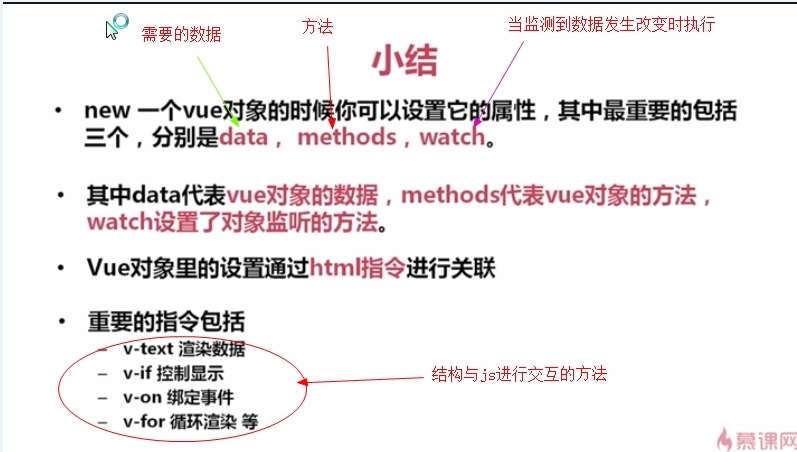 需要的数据
方法
当监测到数据发生改变时执行
小结
• new 一个vue对象的时候你可以设置它的属性，其中最重要的包括
三个，分别是data， methods，watch。
• 其中data代表vue对象的数据，methods代表vue对象的方法，
watch设置了对象监听的方法。
• Vue对象里的设置通过html指令进行关联
• 重要的指令包括
– v-text 渲染数据
– v-if 控制显示
– v-on 绑定事件
– v-for 循环渲染 等
结构与js进行交互的方法
慕课网